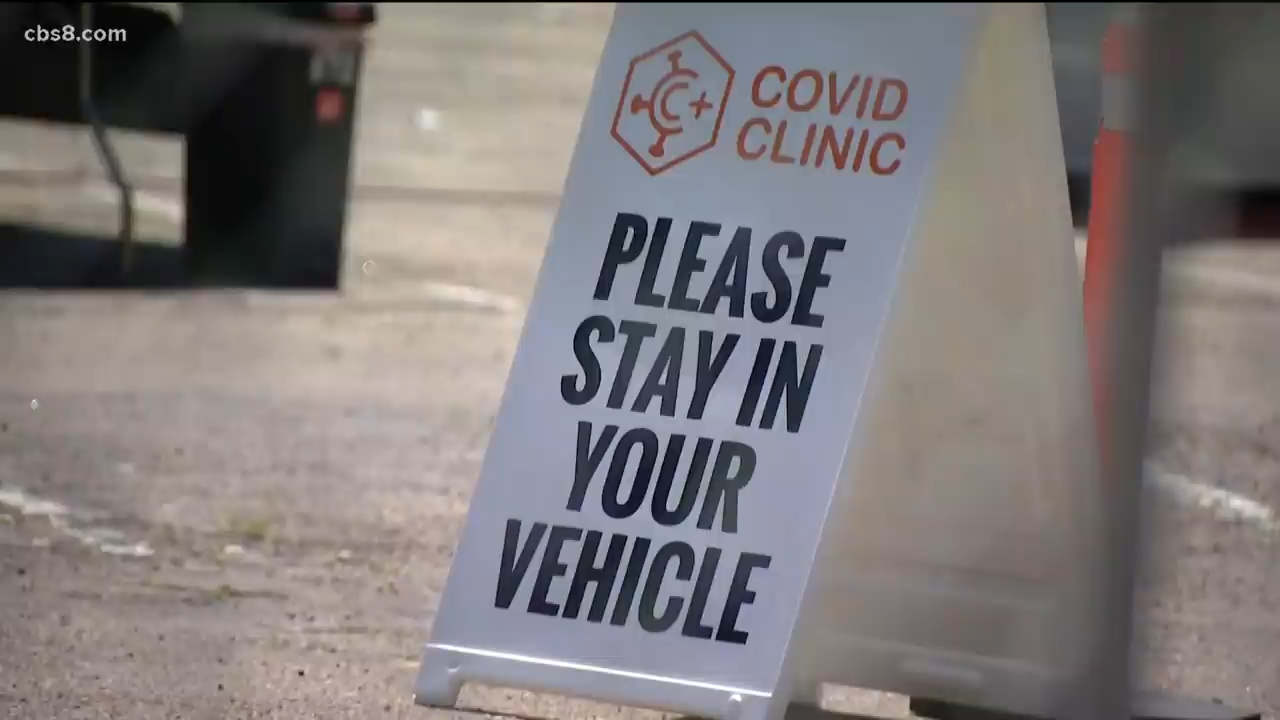 cbs8.com
C+
COVID
CLINIC
PLEASE
STAY IN
YOUR
VEHICLE